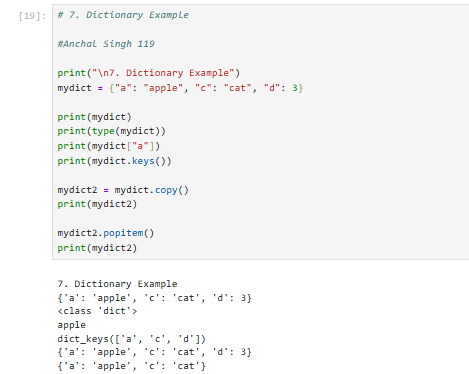 [19]: # 7. Dictionary Example
#Anchal Singh 119
print("\n7. Dictionary Example")
mydict = {"a": "apple", "c": "cat", "d": 3}
print(mydict)
print(type(mydict))
print(mydict["a"])
print(mydict.keys())
mydict2 = mydict.copy()
print(mydict2)
mydict2.popitem()
print(mydict2)
7. Dictionary Example
{'a': 'apple', 'c': 'cat', 'd': 3}
<class 'dict'>
apple
dict_keys(['a', 'c', 'd'])
{'a': 'apple', 'c': 'cat', 'd': 3}
{'a': 'apple', 'c': 'cat'}